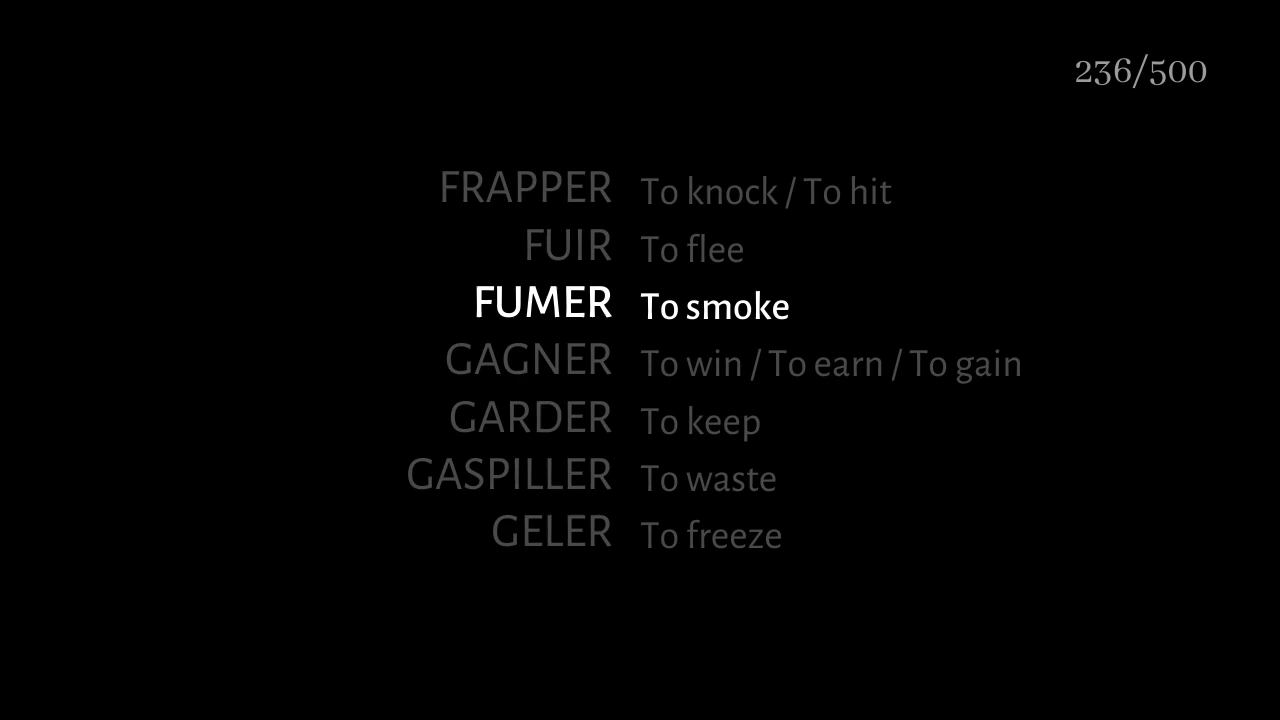 236/500
FRAPPER To knock / To hit
FUIR To flee
FUMER To smoke
GAGNER To win / To earn / To gain
GARDER To keep
GASPILLER To waste
GELER To freeze